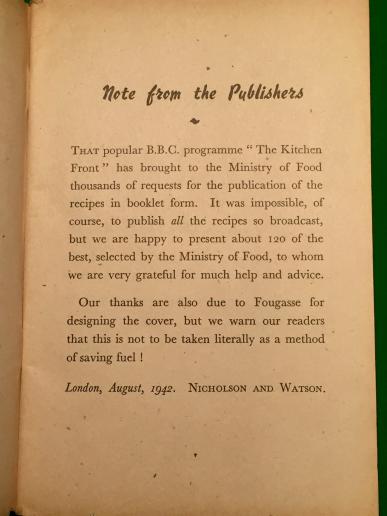 Note from the Publishers
THAT popular B.B.C. programme “ The Kitchen
Front ” has brought to the Ministry of Food
thousands of requests for the publication of the
recipes in booklet form. It was impossible, of
course, to publish all the recipes so broadcast,
but we are happy to present about 120 of the
best, selected by the Ministry of Food, to whom
we are very grateful for much help and advice.
Our thanks are also due to Fougasse for
designing the cover, but we warn our readers
that this is not to be taken literally as a method
of saving fuel !
London, August, 1942. NICHOLSON AND WATSON.